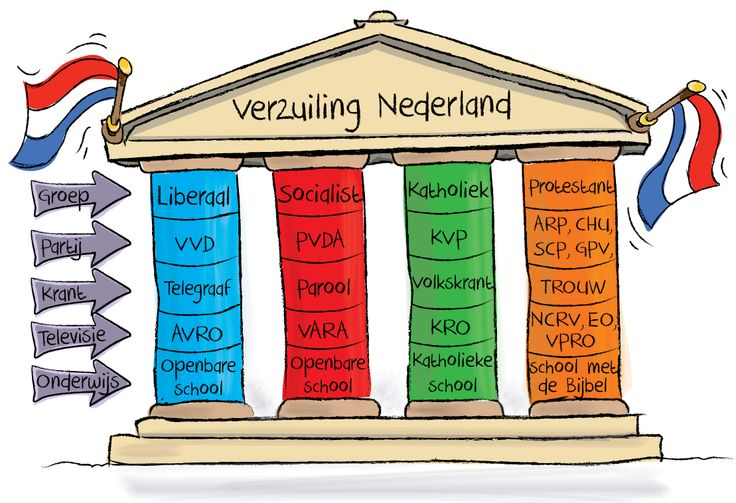 Verzuiling Nederland
Groep
Liberaal
Socialist
Katholiek
Protestant
Partij
VVD
PVDA
KVP
ARP, CHU,
SCP, GPV,
Krant
Telegraaf
Parool
Volkskrant
TROUW
Televisie
AVRO
VARA
KRO
NCRV, EO,
VPRO
Onderwijs
Openbare
school
Openbare
school
Katholieke
school
school met
de Bijbel